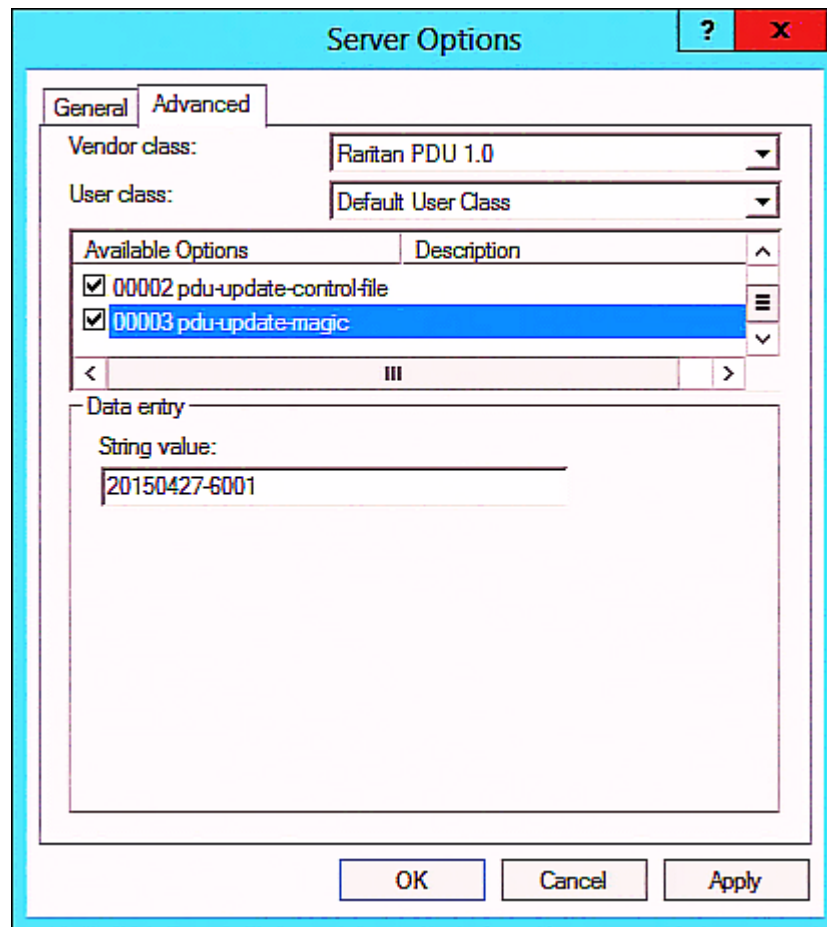 Server Options
?
x
General
Advanced
Vendor class:
Raritan PDU 1.0
User class:
Default User Class
Available Options
Description
00002 pdu-update-control-file
00003 pdu-update-magic
Data entry
String value:
20150427-6001
OK
Cancel
Apply